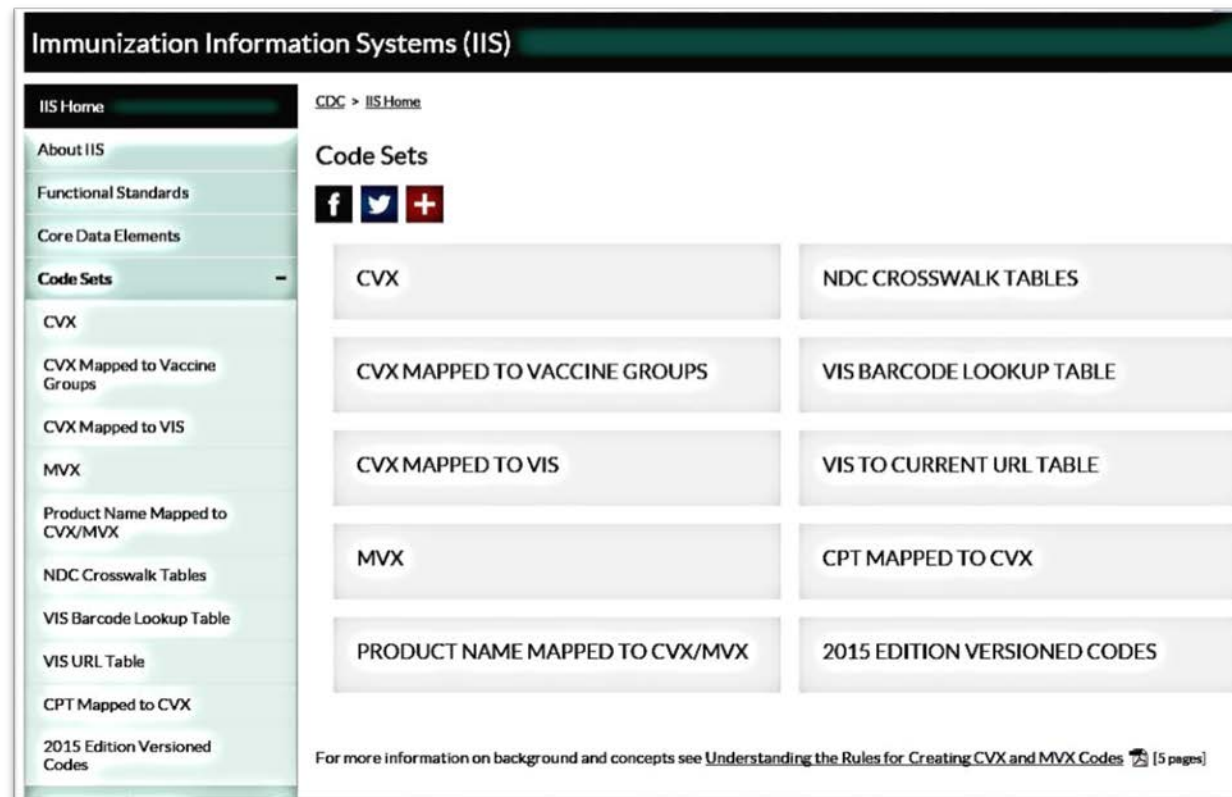 Immunization Information Systems (IIS)
IIS Home
About IIS
Functional Standards
Core Data Elements
Code Sets
CVX
CVX Mapped to Vaccine
Groups
CVX Mapped to VIS
MVX
Product Name Mapped to
CVX/MVX
NDC Crosswalk Tables
VIS Barcode Lookup Table
VIS URL Table
CPT Mapped to CVX
2015 Edition Versioned
Codes
CDC > IIS Home
Code Sets
CVX
NDC CROSSWALK TABLES
CVX MAPPED TO VACCINE GROUPS
VIS BARCODE LOOKUP TABLE
CVX MAPPED TO VIS
VIS TO CURRENT URL TABLE
MVX
CPT MAPPED TO CVX
PRODUCT NAME MAPPED TO CVX/MVX
2015 EDITION VERSIONED CODES
For more information on background and concepts see Understanding the Rules for Creating CVX and MVX Codes [5 pages]